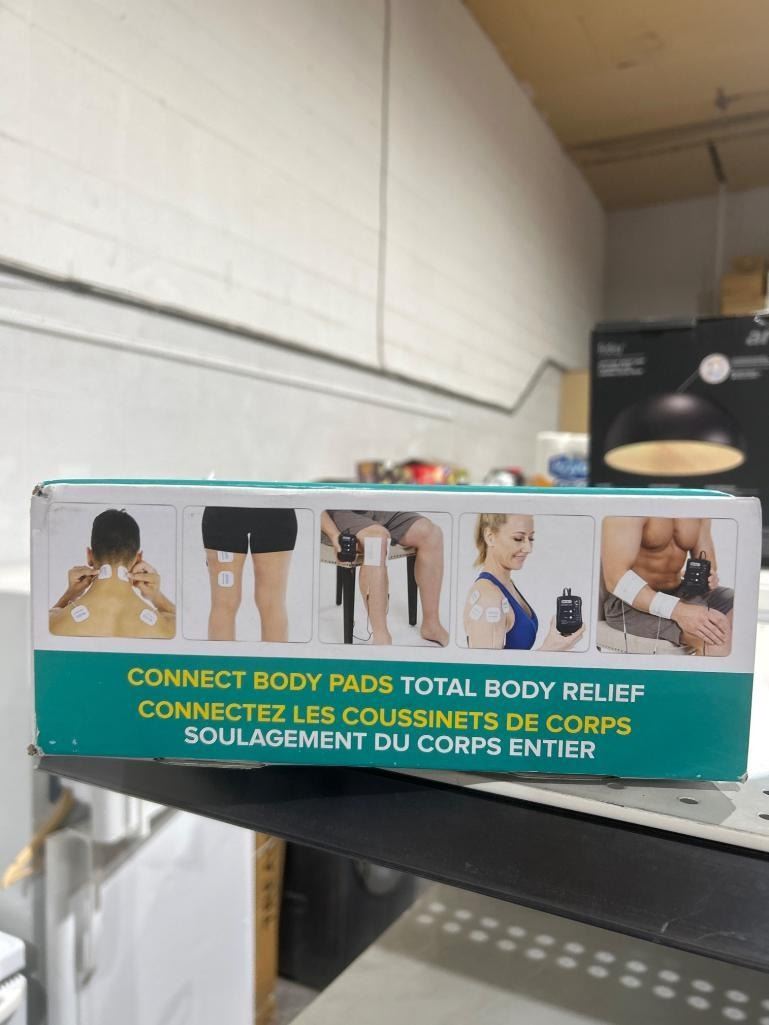 CONNECT BODY PADS TOTAL BODY RELIEF
CONNECTEZ LES COUSSINETS DE CORPS
SOULAGEMENT DU CORPS ENTIER